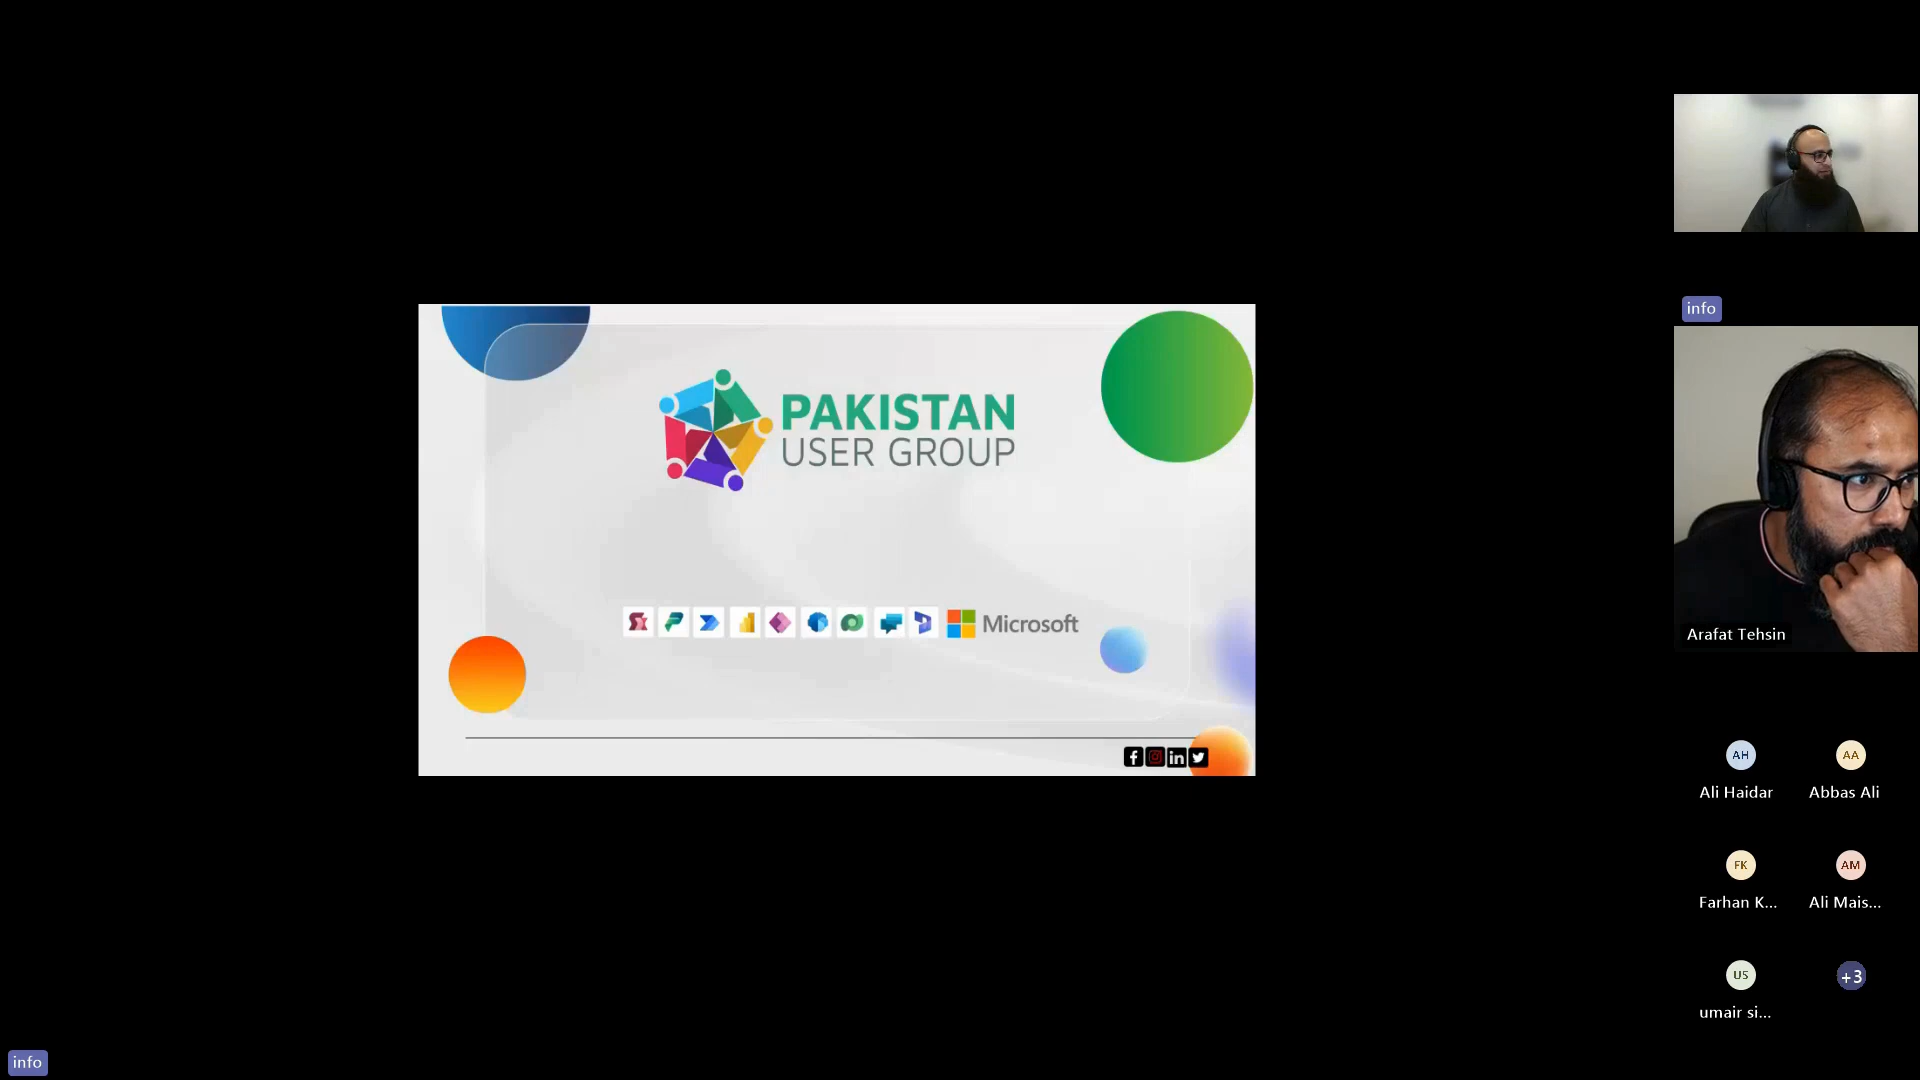 PAKISTAN
USER GROUP
Microsoft
info
Arafat Tehsin
AH
AA
Ali Haidar
Abbas Ali
FK
AM
Farhan K...
Ali Mais...
US
+3
umair si...
info